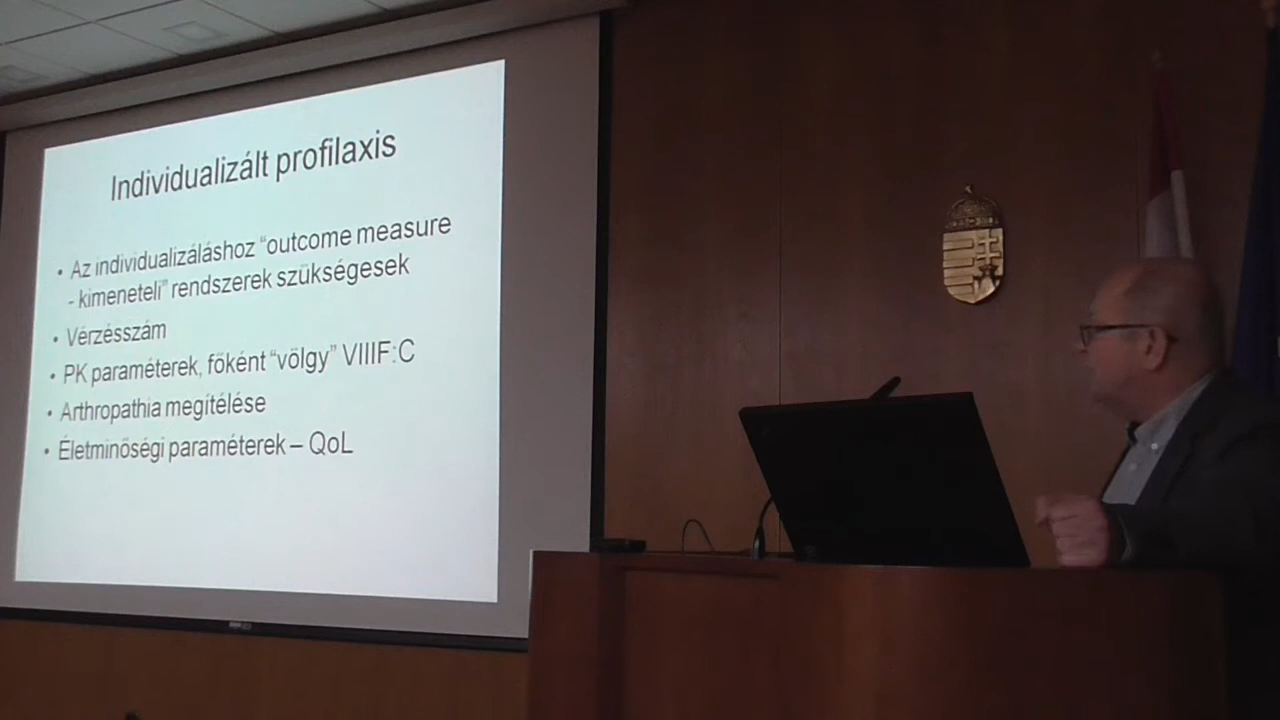 Individualizált profilaxis
• Az individualizáláshoz “outcome measure
- kimeneteli” rendszerek szükségesek
• Vérzésszám
• PK paraméterek, főként “völgy” VIIIF:C
• Arthropathia megítélése
• Életminőségi paraméterek – QoL